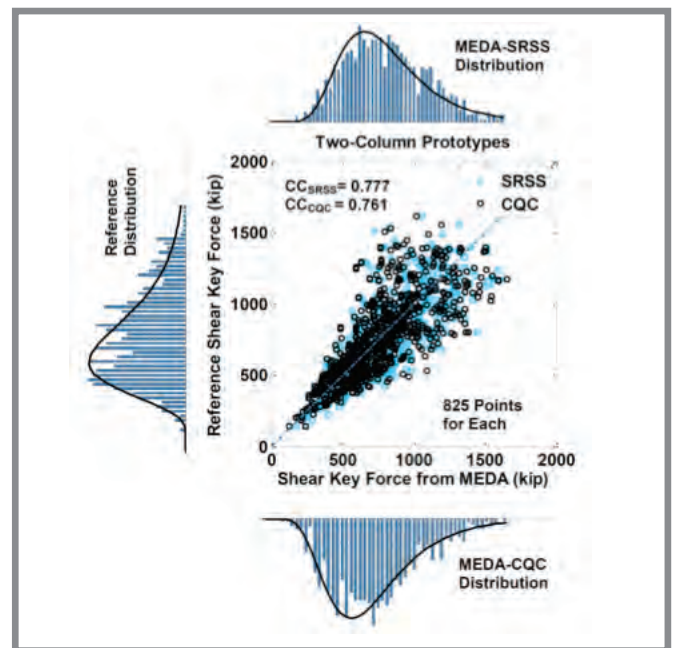 MEDA-SRSS
Distribution
Two-Column Prototypes
Reference
Distribution
Reference Shear Key Force (kip)
2000
1500
1000
500
0
CC_SRSS= 0.777
CC_CQC= 0.761
SRSS
CQC
825 Points
for Each
0 500 1000 1500 2000
Shear Key Force from MEDA (kip)
MEDA-CQC
Distribution